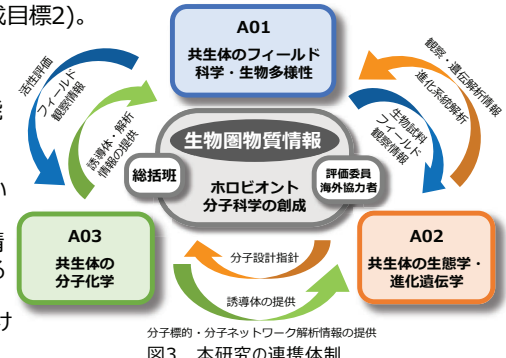 成目標2)。
能
い
る
け
A01
共生体のフィールド
科学・生物多様性
活性評価
フィールド
観察情報
誘導体・解析
情報の提供
観察・遺伝解析情報
進化系統解析
生物試料
フィールド
観察情報
生物圏物質情報
総括班
評価委員
海外協力者
ホロビオント
分子科学の創成
A03
共生体の
分子化学
A02
共生体の生態学・
進化遺伝学
分子設計指針
誘導体の提供
分子標的・分子ネットワーク解析情報の提供
図3 本研究の連携体制